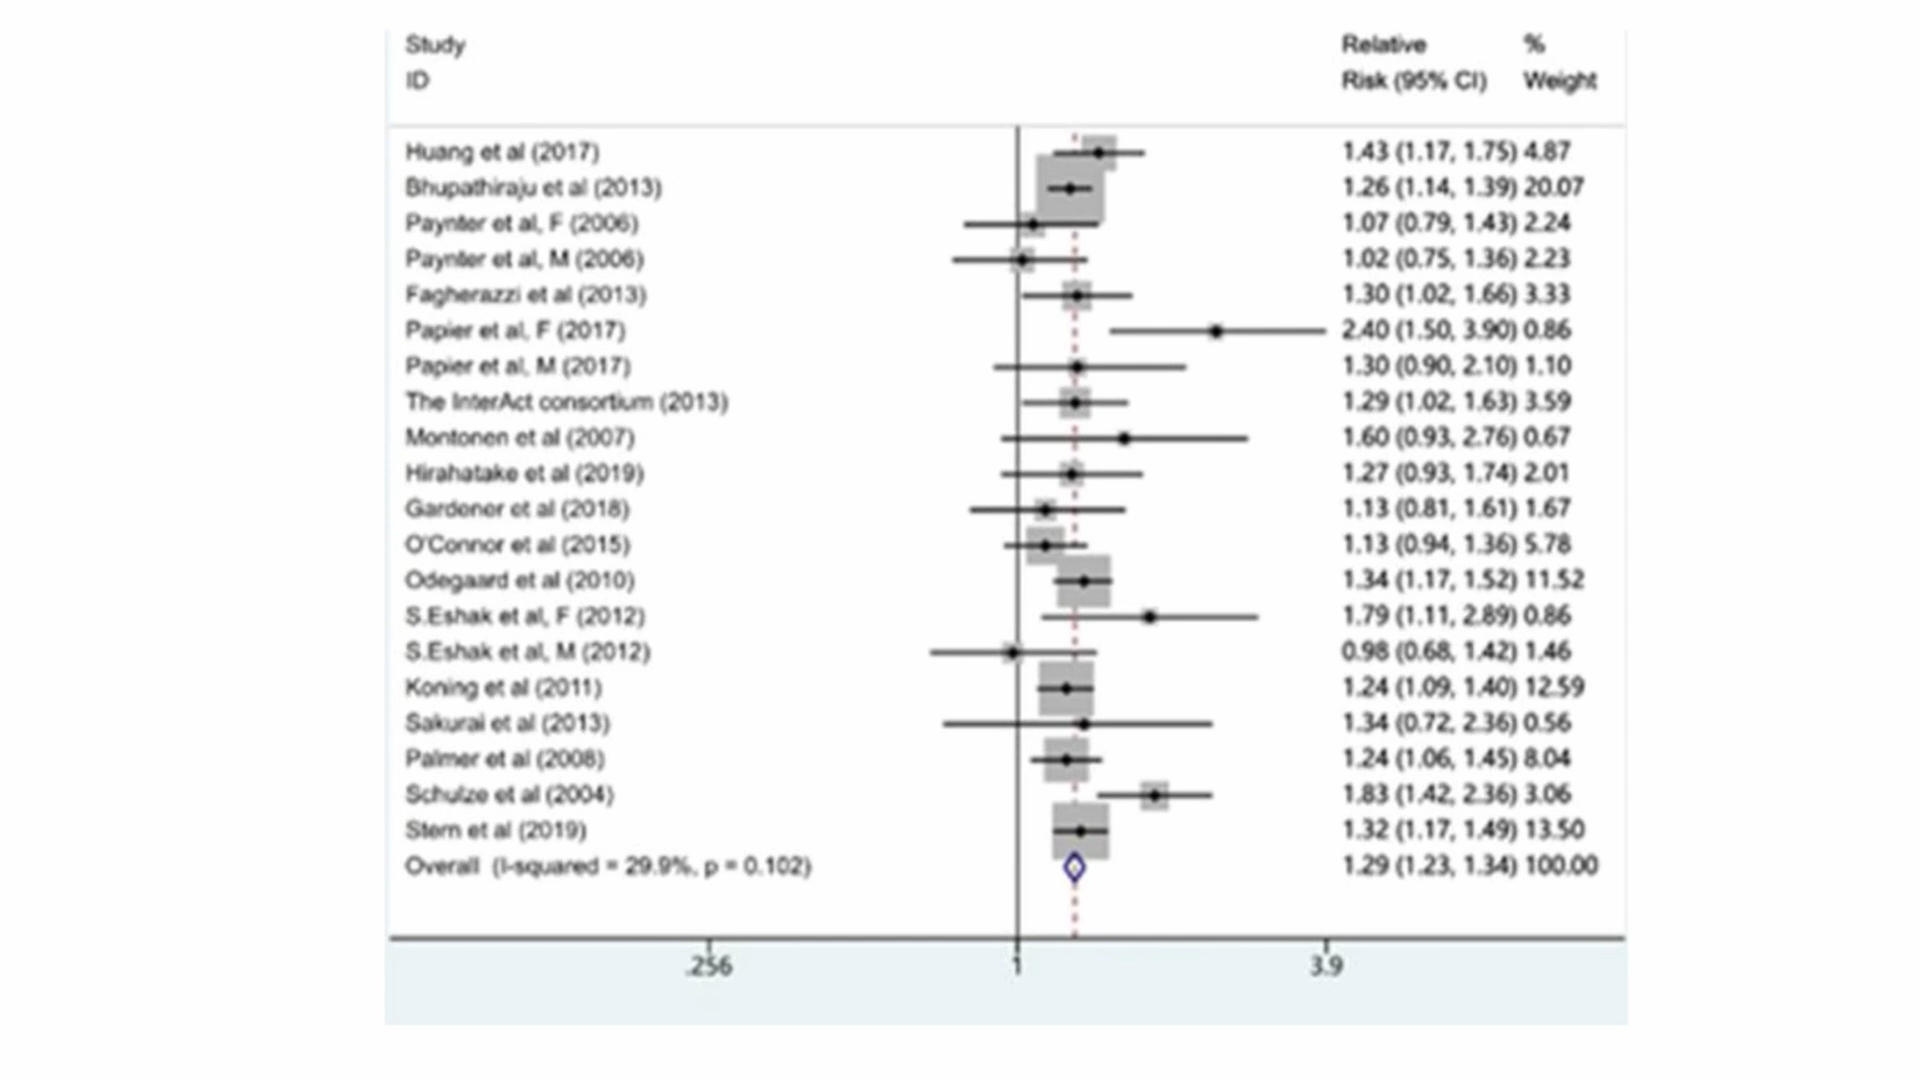 Study Relative %
ID Risk (95% CI) Weight
Huang et al (2017) 1.43 (1.17, 1.75) 4.87
Bhupathiraju et al (2013) 1.26 (1.14, 1.39) 20.07
Paynter et al, F (2006) 1.07 (0.79, 1.43) 2.24
Paynter et al, M (2006) 1.02 (0.75, 1.36) 2.23
Fagherazzi et al (2013) 1.30 (1.02, 1.66) 3.33
Papier et al, F (2017) 2.40 (1.50, 3.90) 0.86
Papier et al, M (2017) 1.30 (0.90, 2.10) 1.10
The InterAct consortium (2013) 1.29 (1.02, 1.63) 3.59
Montonen et al (2007) 1.60 (0.93, 2.76) 0.67
Hirahatake et al (2019) 1.27 (0.93, 1.74) 2.01
Gardener et al (2018) 1.13 (0.81, 1.61) 1.67
O'Connor et al (2015) 1.13 (0.94, 1.36) 5.78
Odegaard et al (2010) 1.34 (1.17, 1.52) 11.52
S.Eshak et al, F (2012) 1.79 (1.11, 2.89) 0.86
S.Eshak et al, M (2012) 0.98 (0.68, 1.42) 1.46
Koning et al (2011) 1.24 (1.09, 1.40) 12.59
Sakurai et al (2013) 1.34 (0.72, 2.36) 0.56
Palmer et al (2008) 1.24 (1.06, 1.45) 8.04
Schulze et al (2004) 1.83 (1.42, 2.36) 3.06
Stern et al (2019) 1.32 (1.17, 1.49) 13.50
Overall (I-squared = 29.9%, p = 0.102) 1.29 (1.23, 1.34) 100.00
.256 1 3.9